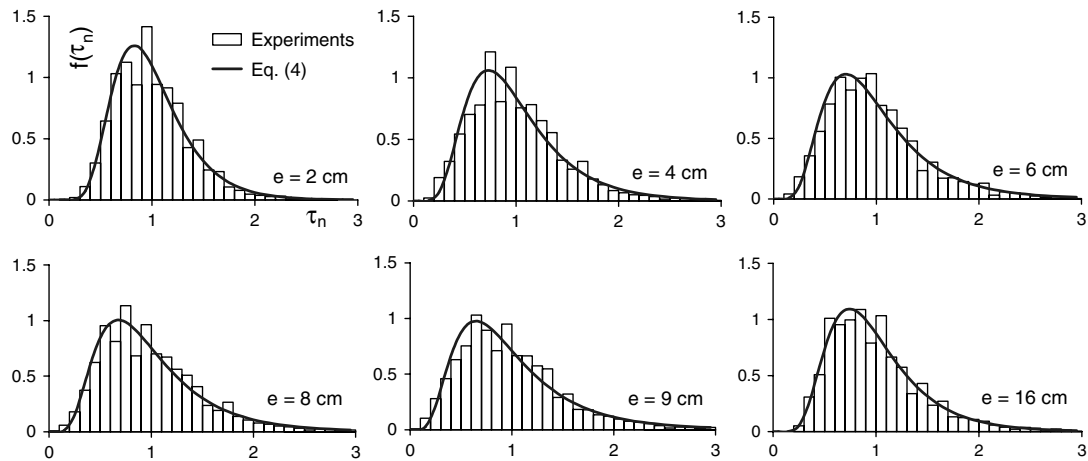 1.5
f(τn)
Experiments
Eq. (4)
1
0.5
e = 2 cm
0
0 1 τn 2 3
1.5
1
0.5
e = 4 cm
0
0 1 2 3
1.5
1
0.5
e = 6 cm
0
0 1 2 3
1.5
1
0.5
e = 8 cm
0
0 1 2 3
1.5
1
0.5
e = 9 cm
0
0 1 2 3
1.5
1
0.5
e = 16 cm
0
0 1 2 3